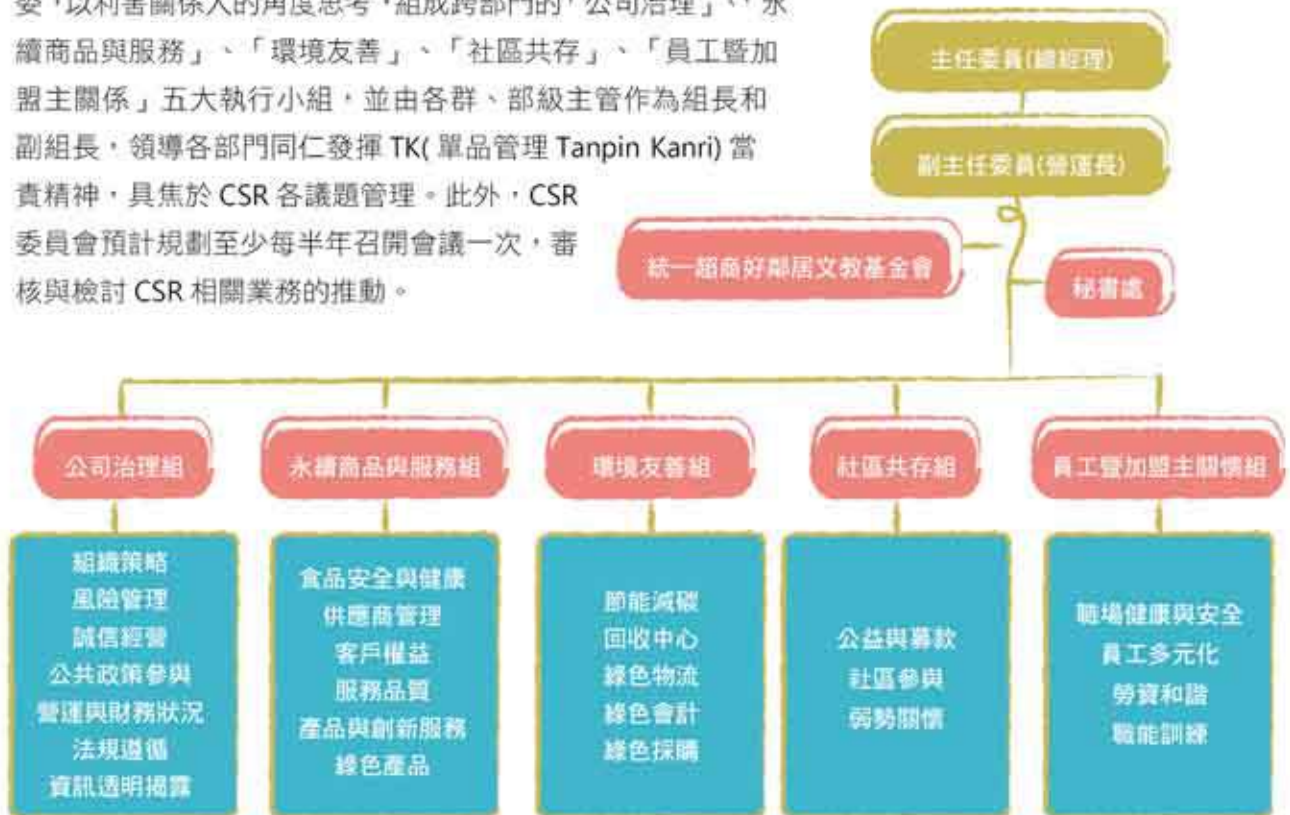 委，以利害關係人的角度思考，組成跨部門的「公司治理」、「永
續商品與服務」、「環境友善」、「社區共存」、「員工暨加
盟主關係」五大執行小組，並由各群、部級主管作為組長和
副組長，領導各部門同仁發揮 TK( 單品管理 Tanpin Kanri) 當
責精神，具焦於 CSR 各議題管理。此外，CSR
委員會預計規劃至少每半年召開會議一次，審
核與檢討 CSR 相關業務的推動。
主任委員(總經理)
副主任委員(營運長)
統一超商好鄰居文教基金會
秘書處
公司治理組
組織策略
風險管理
誠信經營
公共政策參與
營運與財務狀況
法規遵循
資訊透明揭露
永續商品與服務組
食品安全與健康
供應商管理
客戶權益
服務品質
產品與創新服務
綠色產品
環境友善組
節能減碳
回收中心
綠色物流
綠色會計
綠色採購
社區共存組
公益與募款
社區參與
弱勢關懷
員工暨加盟主關懷組
職場健康與安全
員工多元化
勞資和諧
職能訓練